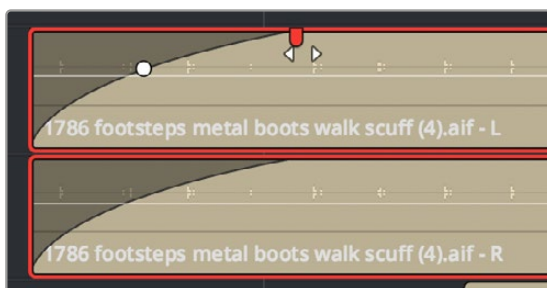 1786 footsteps metal boots walk scuff (4).aif - L
1786 footsteps metal boots walk scuff (4).aif - R